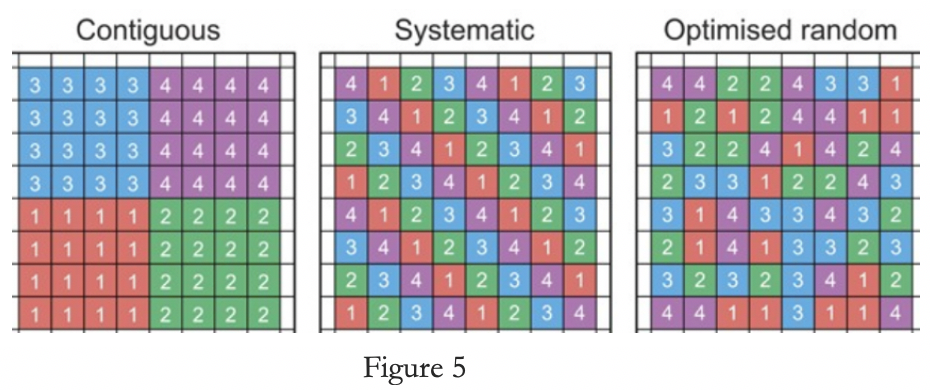 Contiguous Systematic Optimised random
3 3 3 3 4 4 4 4 4 1 2 3 4 1 2 3 4 4 2 2 4 3 3 1
3 3 3 3 4 4 4 4 3 4 1 2 3 4 1 2 1 2 1 2 4 4 1 1
3 3 3 3 4 4 4 4 2 3 4 1 2 3 4 1 3 2 2 4 1 4 2 4
3 3 3 3 4 4 4 4 1 2 3 4 1 2 3 4 2 3 3 1 2 2 4 3
1 1 1 1 2 2 2 2 4 1 2 3 4 1 2 3 3 1 4 3 3 4 3 2
1 1 1 1 2 2 2 2 3 4 1 2 3 4 1 2 2 1 4 1 3 3 2 3
1 1 1 1 2 2 2 2 2 3 4 1 2 3 4 1 3 2 3 2 3 4 1 2
1 1 1 1 2 2 2 2 1 2 3 4 1 2 3 4 4 4 1 1 3 1 1 4
Figure 5